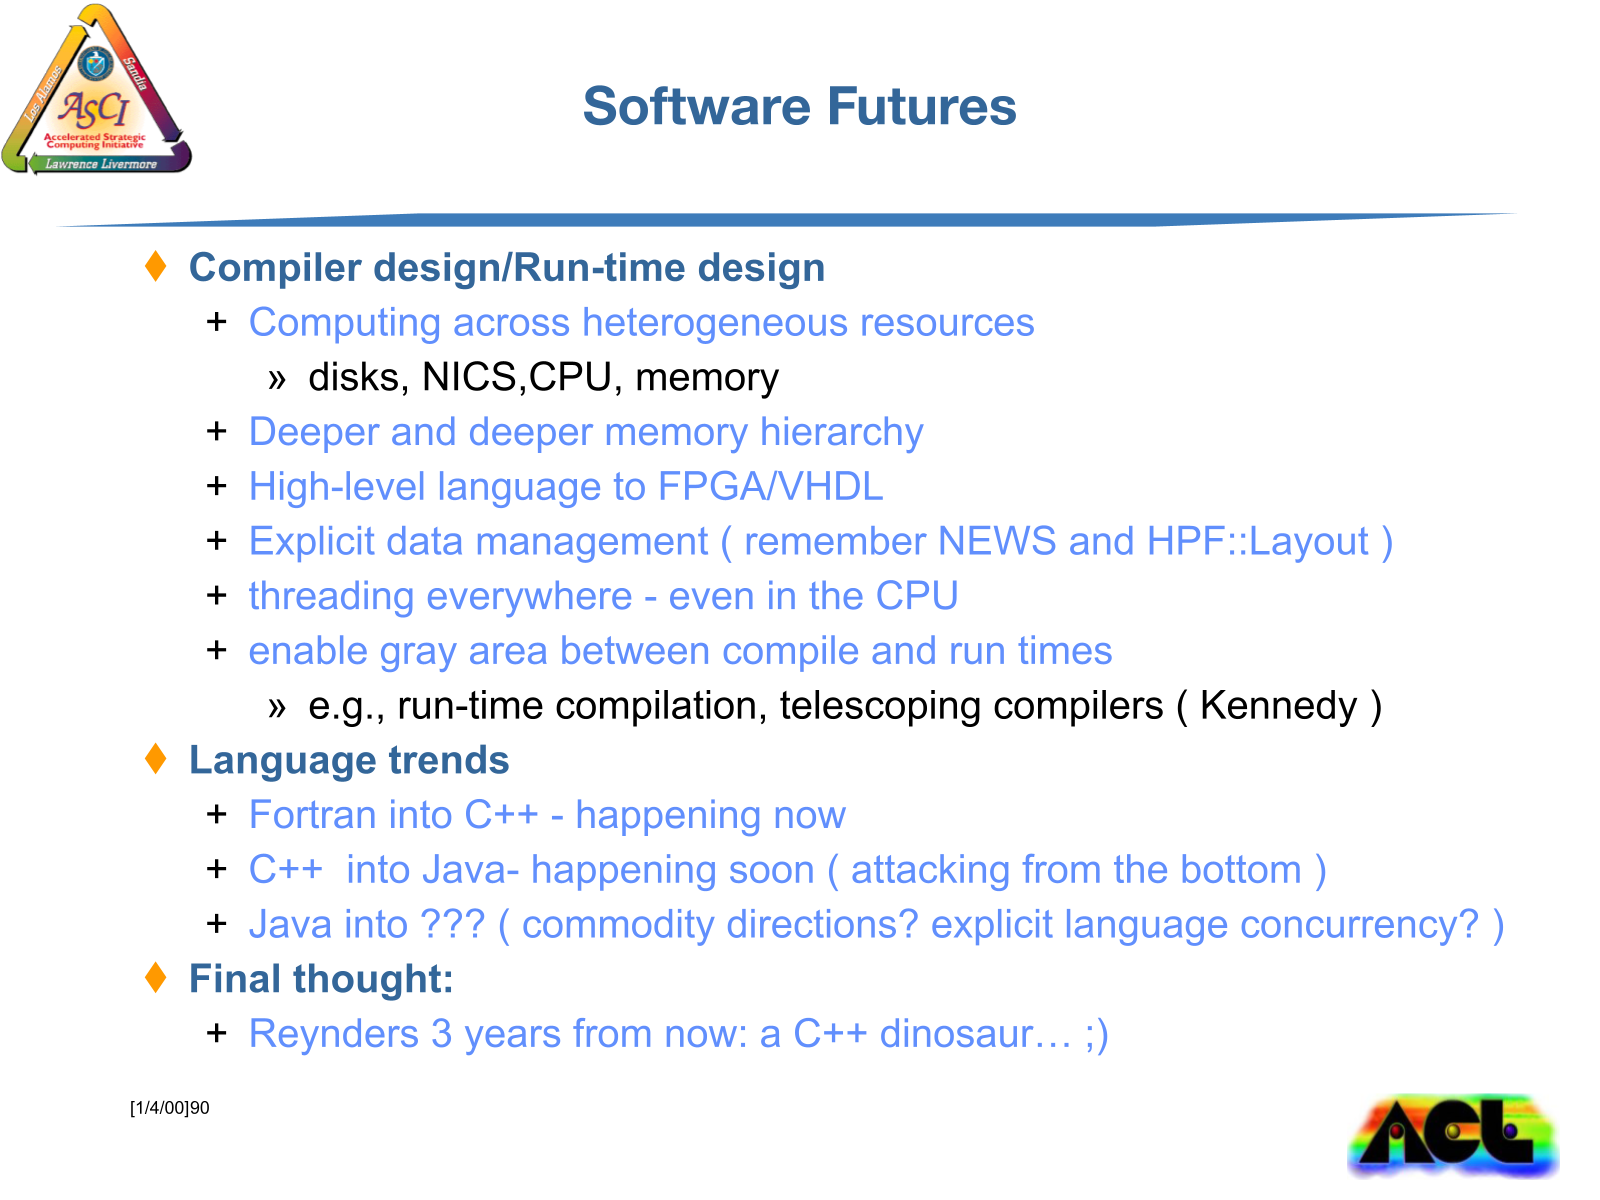 Los Alamos
Sandia
ASCI
Accelerated Strategic
Computing Initiative
Lawrence Livermore
Software Futures
Compiler design/Run-time design
+ Computing across heterogeneous resources
» disks, NICS,CPU, memory
+ Deeper and deeper memory hierarchy
+ High-level language to FPGA/VHDL
+ Explicit data management ( remember NEWS and HPF::Layout )
+ threading everywhere - even in the CPU
+ enable gray area between compile and run times
» e.g., run-time compilation, telescoping compilers ( Kennedy )
Language trends
+ Fortran into C++ - happening now
+ C++  into Java- happening soon ( attacking from the bottom )
+ Java into ??? ( commodity directions? explicit language concurrency? )
Final thought:
+ Reynders 3 years from now: a C++ dinosaur… ;)
[1/4/00]90
ACL